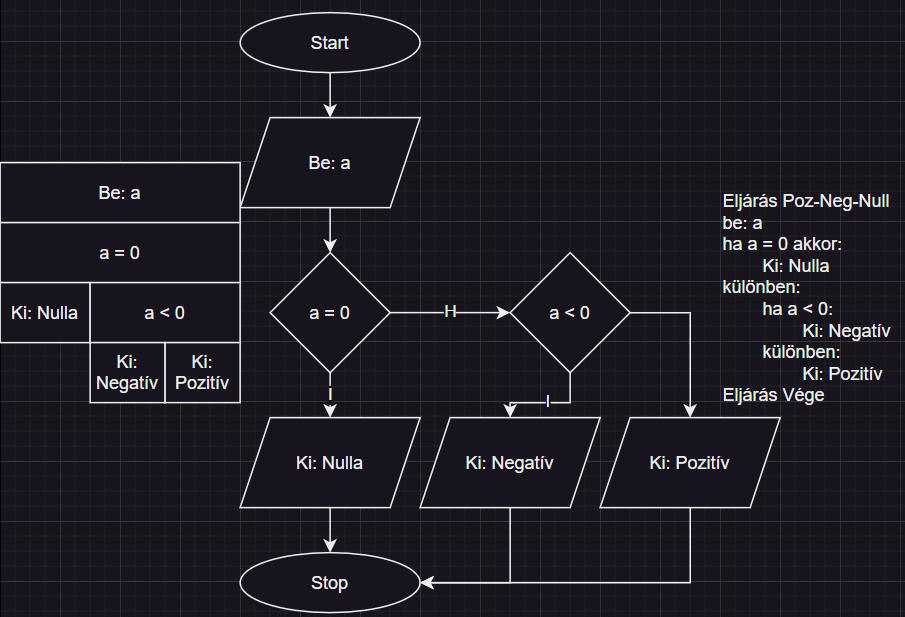 Start
Be: a
a = 0
H
a < 0
I
I
Ki: Nulla
Ki: Negatív
Ki: Pozitív
Stop
Be: a
a = 0
Ki: Nulla
a < 0
Ki:
Negatív
Ki:
Pozitív
Eljárás Poz-Neg-Null
be: a
ha a = 0 akkor:
Ki: Nulla
különben:
ha a < 0:
Ki: Negatív
különben:
Ki: Pozitív
Eljárás Vége